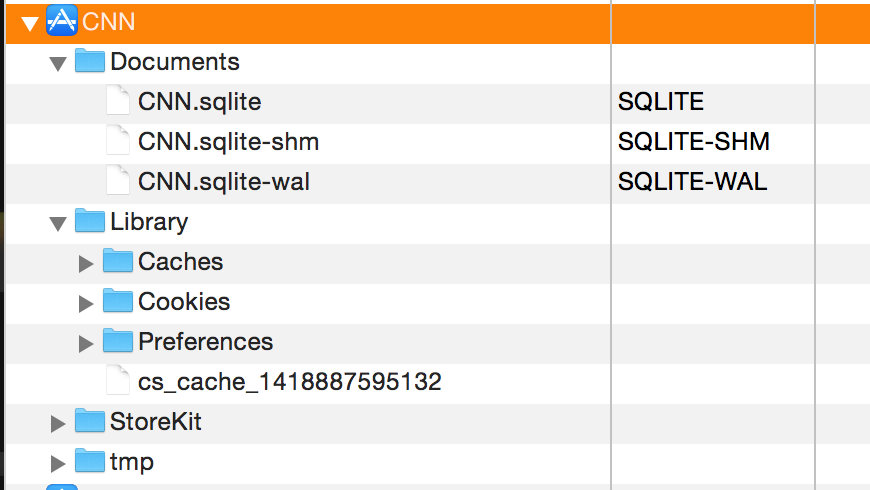 CNN
Documents
CNN.sqlite SQLITE
CNN.sqlite-shm SQLITE-SHM
CNN.sqlite-wal SQLITE-WAL
Library
Caches
Cookies
Preferences
cs_cache_1418887595132
StoreKit
tmp